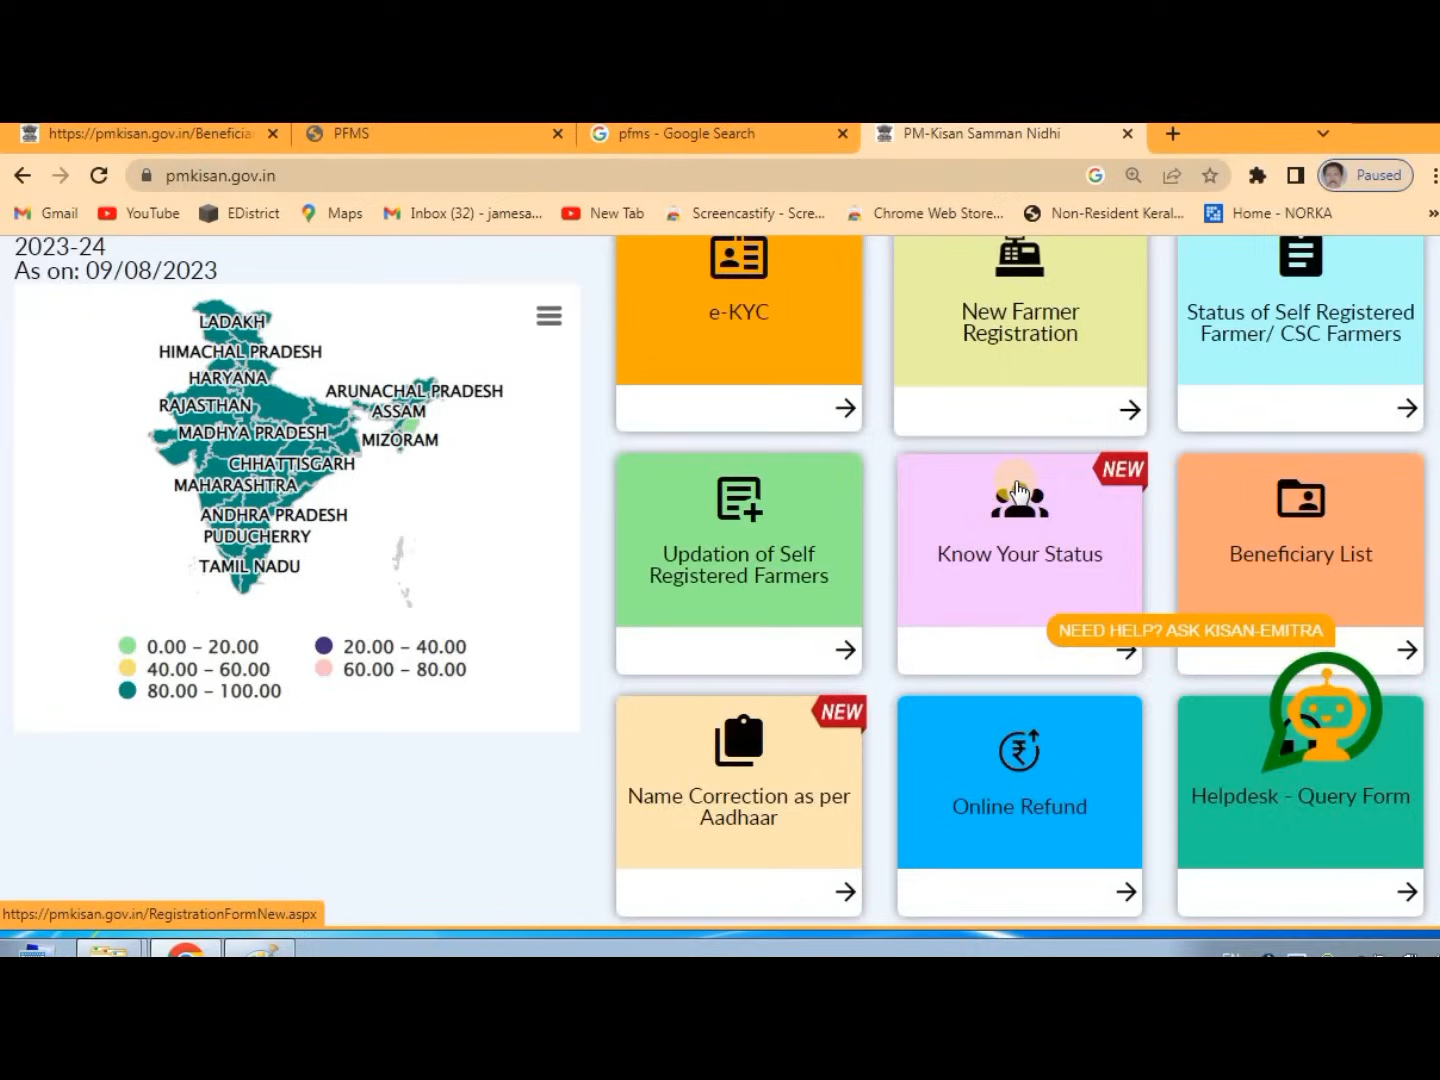 https://pmkisan.gov.in/Beneficia
PFMS
pfms - Google Search
PM-Kisan Samman Nidhi
pmkisan.gov.in
Paused
Gmail
YouTube
EDistrict
Maps
Inbox (32) - jamesa...
New Tab
Screencastify - Scre...
Chrome Web Store...
Non-Resident Keral...
Home - NORKA
2023-24
As on: 09/08/2023
LADAKH
HIMACHAL PRADESH
HARYANA
ARUNACHAL PRADESH
RAJASTHAN
ASSAM
MADHYA PRADESH
MIZORAM
CHHATTISGARH
MAHARASHTRA
ANDHRA PRADESH
PUDUCHERRY
TAMIL NADU
0.00 – 20.00
20.00 – 40.00
40.00 – 60.00
60.00 – 80.00
80.00 – 100.00
e-KYC
New Farmer
Registration
Status of Self Registered
Farmer/ CSC Farmers
Updation of Self
Registered Farmers
NEW
Know Your Status
Beneficiary List
NEED HELP? ASK KISAN-EMITRA
NEW
Name Correction as per
Aadhaar
Online Refund
Helpdesk - Query Form
https://pmkisan.gov.in/RegistrationFormNew.aspx